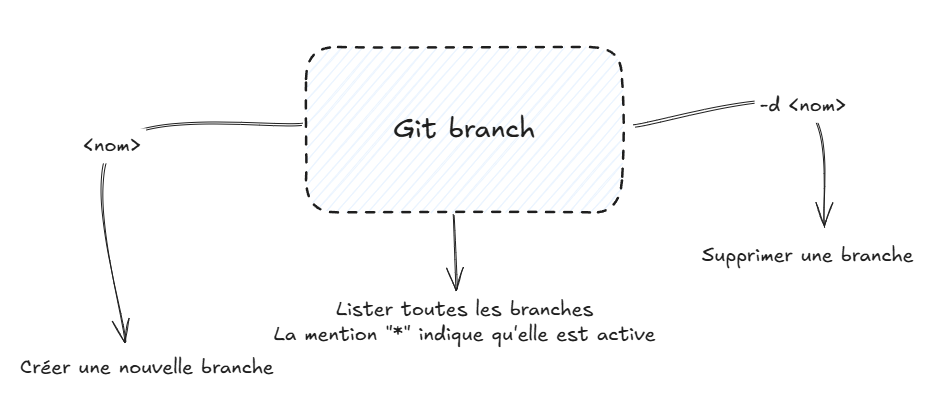 Git branch
-d <nom>
<nom>
Supprimer une branche
Lister toutes les branches
La mention "*" indique qu'elle est active
Créer une nouvelle branche